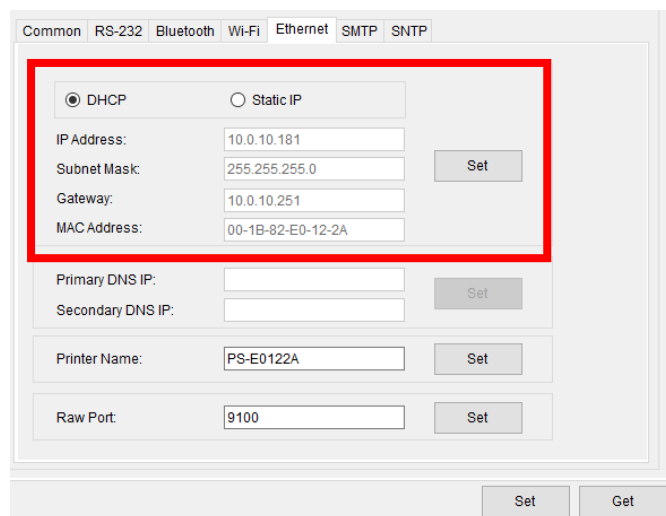 Common RS-232 Bluetooth Wi-Fi Ethernet SMTP SNTP
DHCP Static IP
IP Address: 10.0.10.181
Subnet Mask: 255.255.255.0 Set
Gateway: 10.0.10.251
MAC Address: 00-1B-82-E0-12-2A
Primary DNS IP:
Set
Secondary DNS IP:
Printer Name: PS-E0122A Set
Raw Port: 9100 Set
Set Get